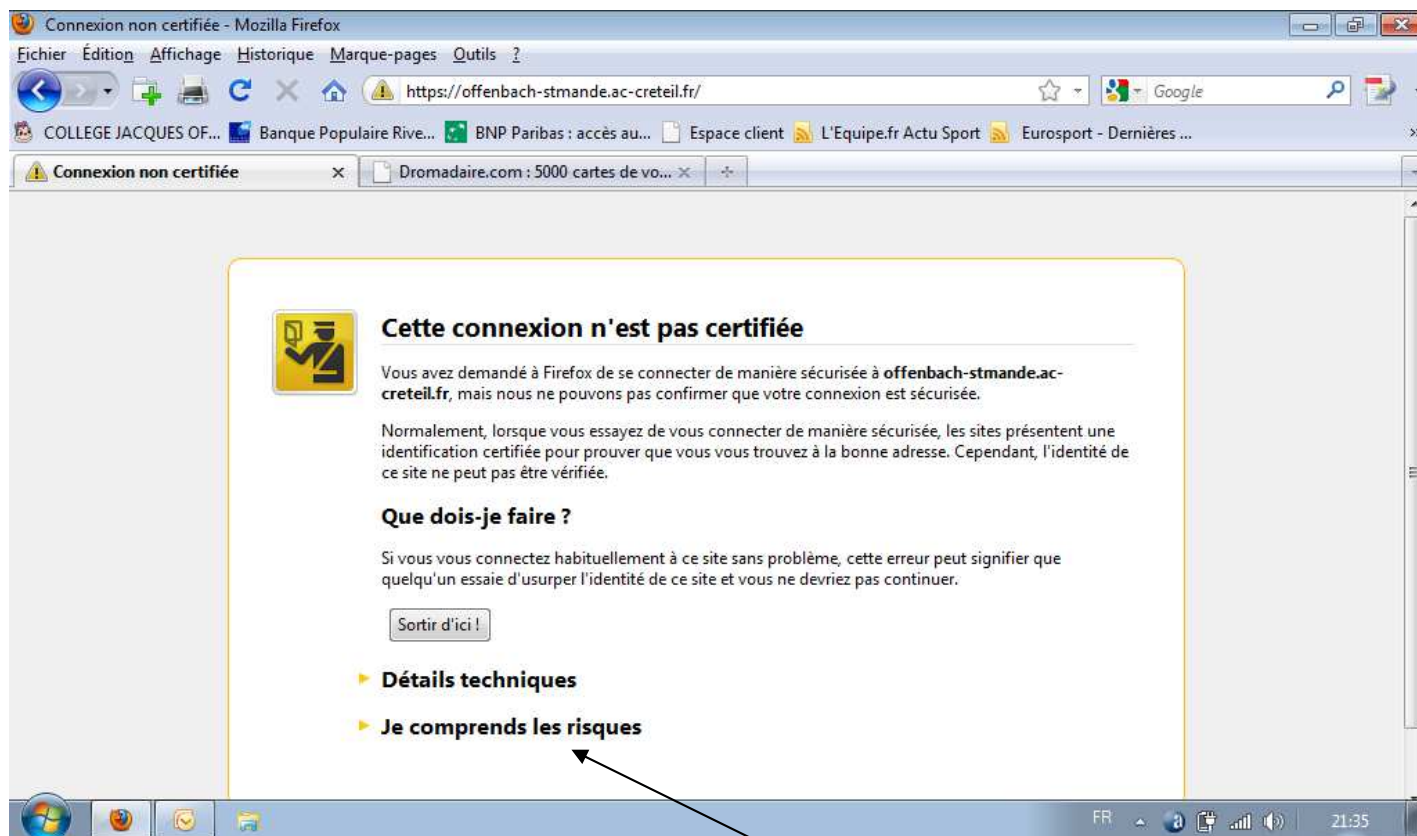 Connexion non certifiée - Mozilla Firefox
Fichier Édition Affichage Historique Marque-pages Outils ?
https://offenbach-stmande.ac-creteil.fr/ Google
COLLEGE JACQUES OF... Banque Populaire Rive... BNP Paribas : accès au... Espace client L'Equipe.fr Actu Sport Eurosport - Dernières ... »
Connexion non certifiée Dromadaire.com : 5000 cartes de vo...
Cette connexion n'est pas certifiée
Vous avez demandé à Firefox de se connecter de manière sécurisée à offenbach-stmande.ac-
creteil.fr, mais nous ne pouvons pas confirmer que votre connexion est sécurisée.
Normalement, lorsque vous essayez de vous connecter de manière sécurisée, les sites présentent une
identification certifiée pour prouver que vous vous trouvez à la bonne adresse. Cependant, l'identité de
ce site ne peut pas être vérifiée.
Que dois-je faire ?
Si vous vous connectez habituellement à ce site sans problème, cette erreur peut signifier que
quelqu'un essaie d'usurper l'identité de ce site et vous ne devriez pas continuer.
Sortir d'ici !
Détails techniques
Je comprends les risques
FR 21:35